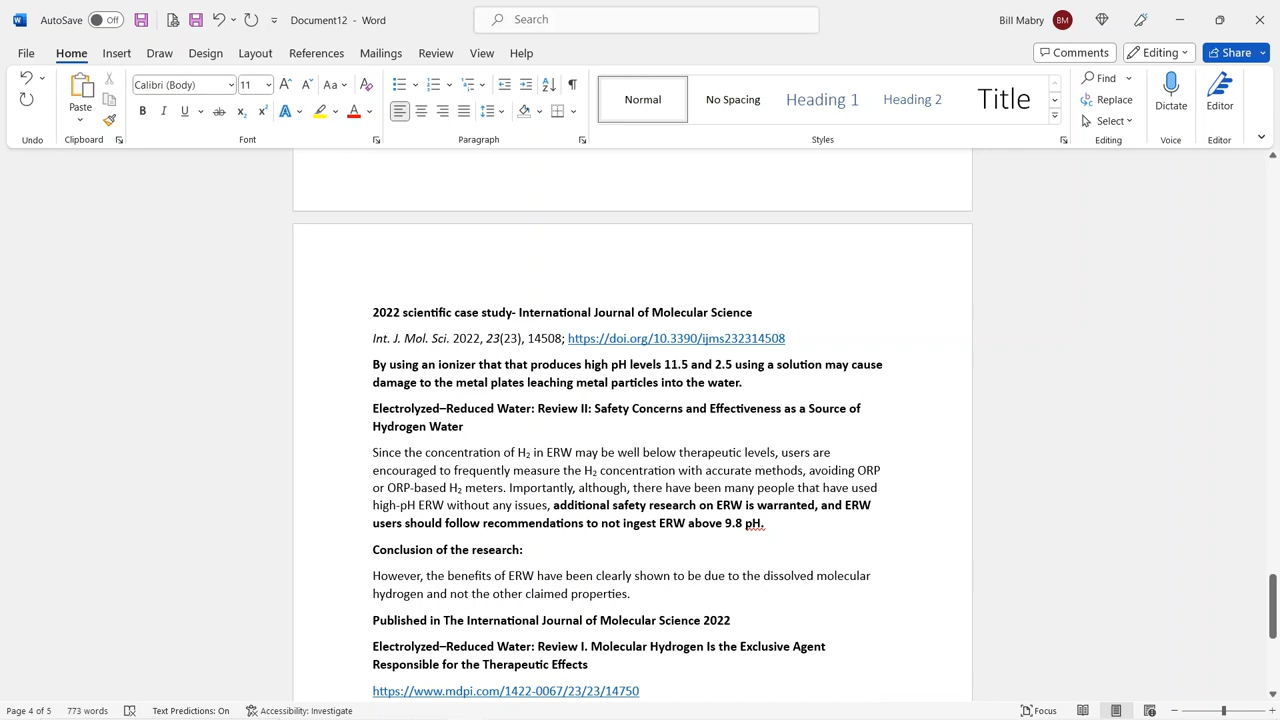 AutoSave Off Document12 - Word Search Bill Mabry BM
File Home Insert Draw Design Layout References Mailings Review View Help Comments Editing Share
Calibri (Body) 11 Aa Normal No Spacing Heading 1 Heading 2 Title Find
Paste Replace Dictate Editor
B I U ab x₂ x² A A Select
Undo Clipboard Font Paragraph Styles Editing Voice Editor
2022 scientific case study- International Journal of Molecular Science
Int. J. Mol. Sci. 2022, 23(23), 14508; https://doi.org/10.3390/ijms232314508
By using an ionizer that that produces high pH levels 11.5 and 2.5 using a solution may cause
damage to the metal plates leaching metal particles into the water.
Electrolyzed–Reduced Water: Review II: Safety Concerns and Effectiveness as a Source of
Hydrogen Water
Since the concentration of H₂ in ERW may be well below therapeutic levels, users are
encouraged to frequently measure the H₂ concentration with accurate methods, avoiding ORP
or ORP-based H₂ meters. Importantly, although, there have been many people that have used
high-pH ERW without any issues, additional safety research on ERW is warranted, and ERW
users should follow recommendations to not ingest ERW above 9.8 pH.
Conclusion of the research:
However, the benefits of ERW have been clearly shown to be due to the dissolved molecular
hydrogen and not the other claimed properties.
Published in The International Journal of Molecular Science 2022
Electrolyzed–Reduced Water: Review I. Molecular Hydrogen Is the Exclusive Agent
Responsible for the Therapeutic Effects
https://www.mdpi.com/1422-0067/23/23/14750
Page 4 of 5 773 words Text Predictions: On Accessibility: Investigate Focus